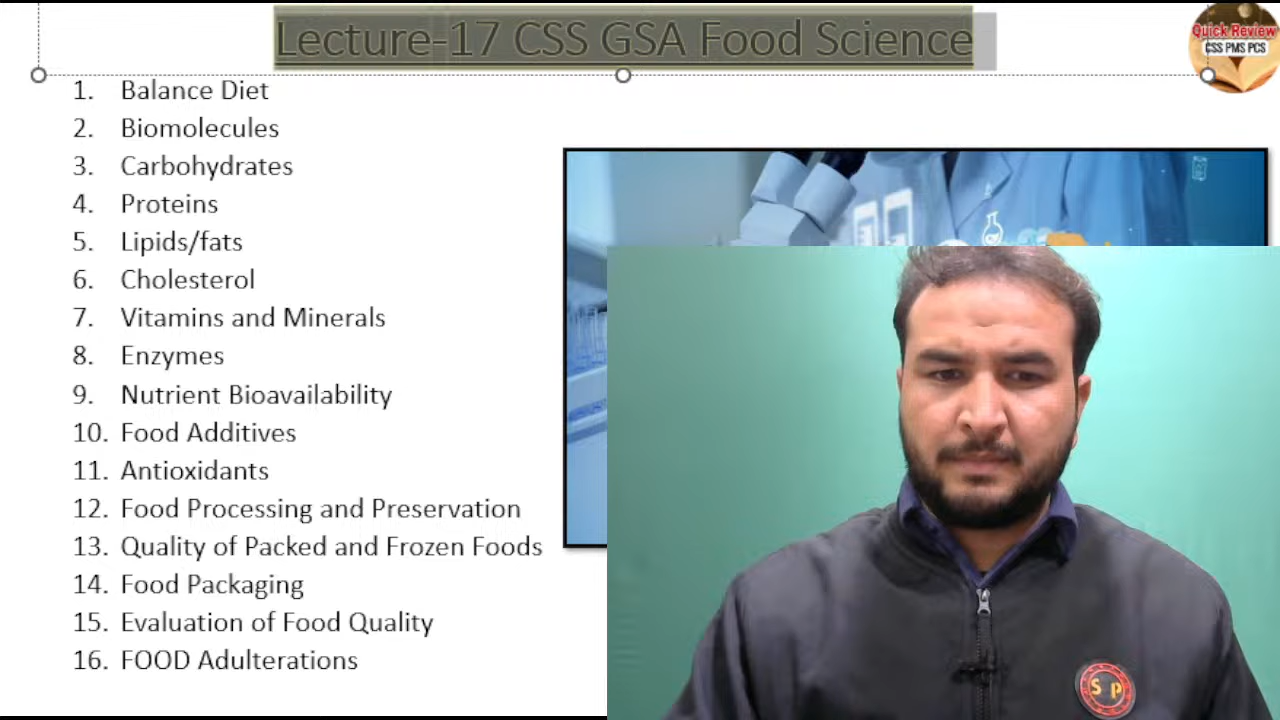 Lecture-17 CSS GSA Food Science
Quick Review
CSS PMS PCS
1. Balance Diet
2. Biomolecules
3. Carbohydrates
4. Proteins
5. Lipids/fats
6. Cholesterol
7. Vitamins and Minerals
8. Enzymes
9. Nutrient Bioavailability
10. Food Additives
11. Antioxidants
12. Food Processing and Preservation
13. Quality of Packed and Frozen Foods
14. Food Packaging
15. Evaluation of Food Quality
16. FOOD Adulterations
S P